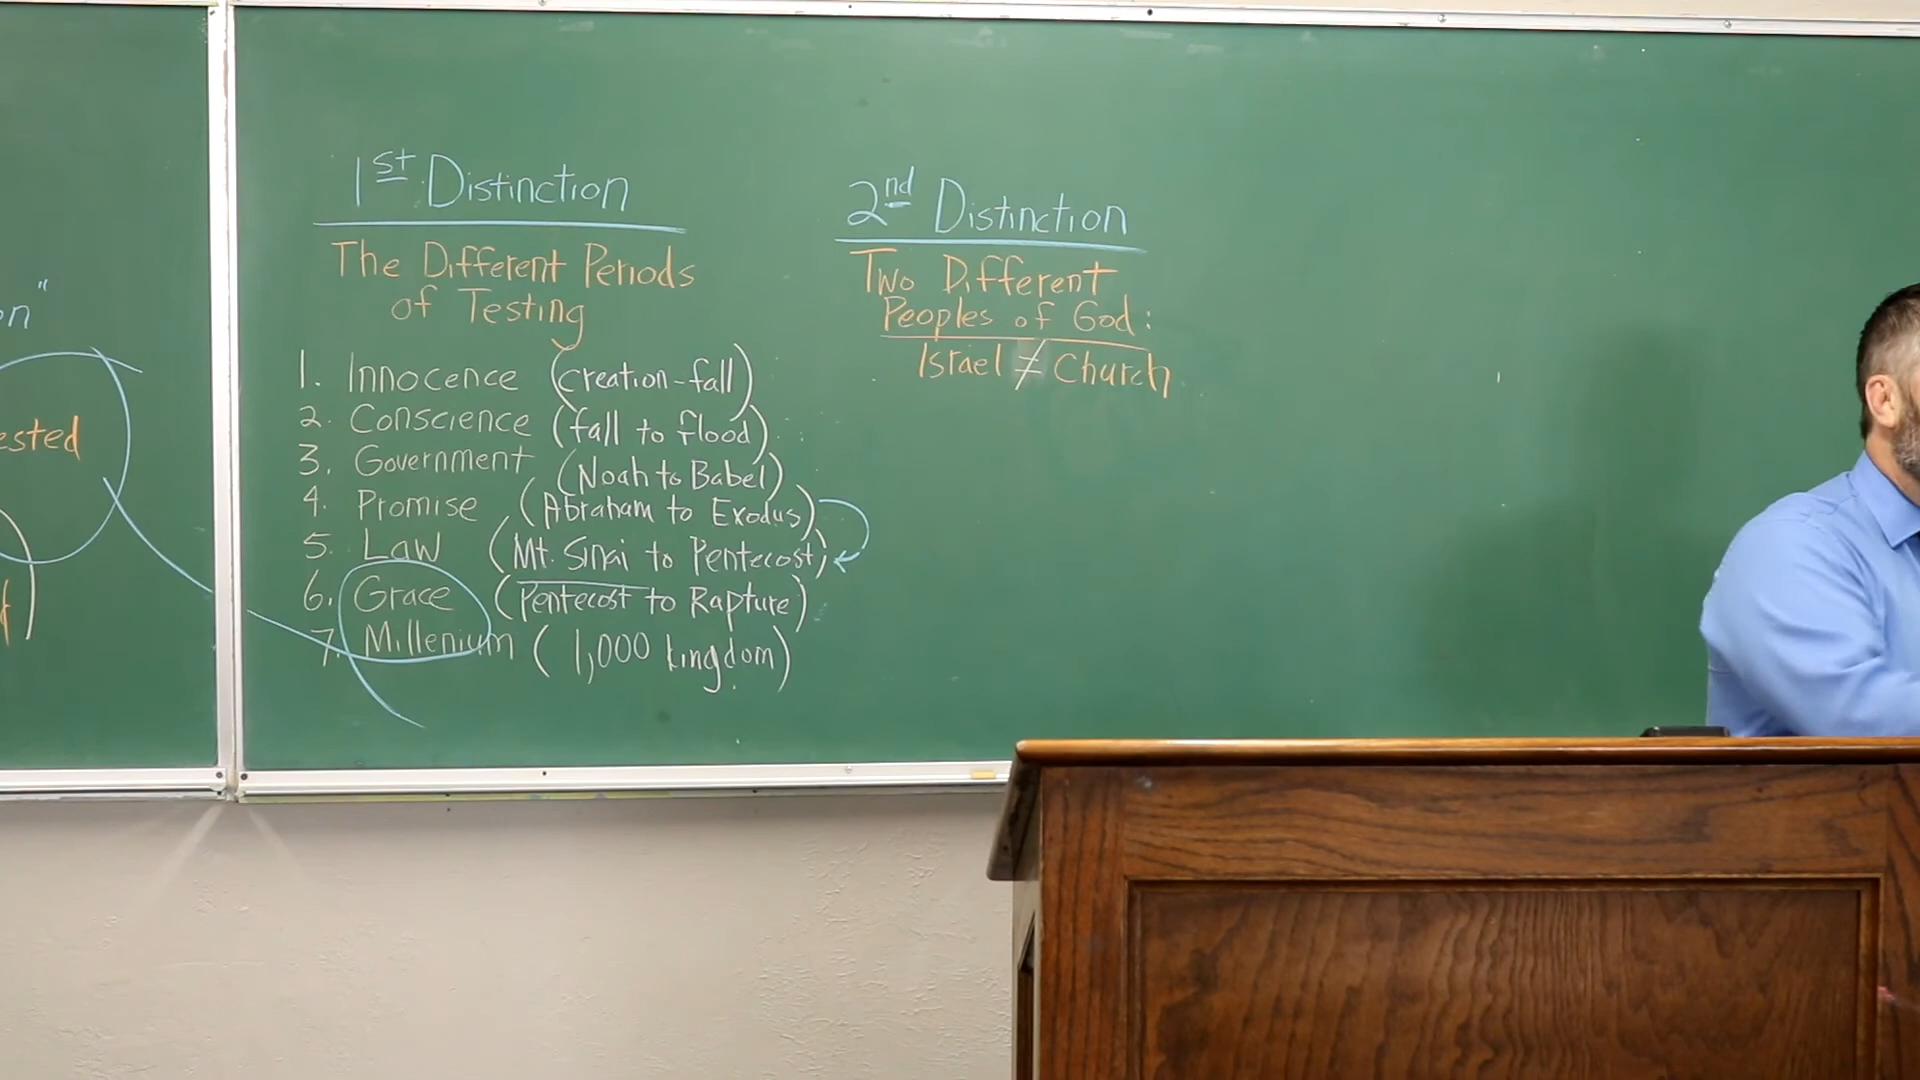 on"
ested
1st Distinction
The Different Periods
of Testing
1. Innocence (creation-fall)
2. Conscience (fall to flood)
3. Government (Noah to Babel)
4. Promise (Abraham to Exodus)
5. Law (Mt. Sinai to Pentecost)
6. Grace (Pentecost to Rapture)
7. Millenium (1,000 kingdom)
2nd Distinction
Two Different
Peoples of God:
Israel ≠ Church